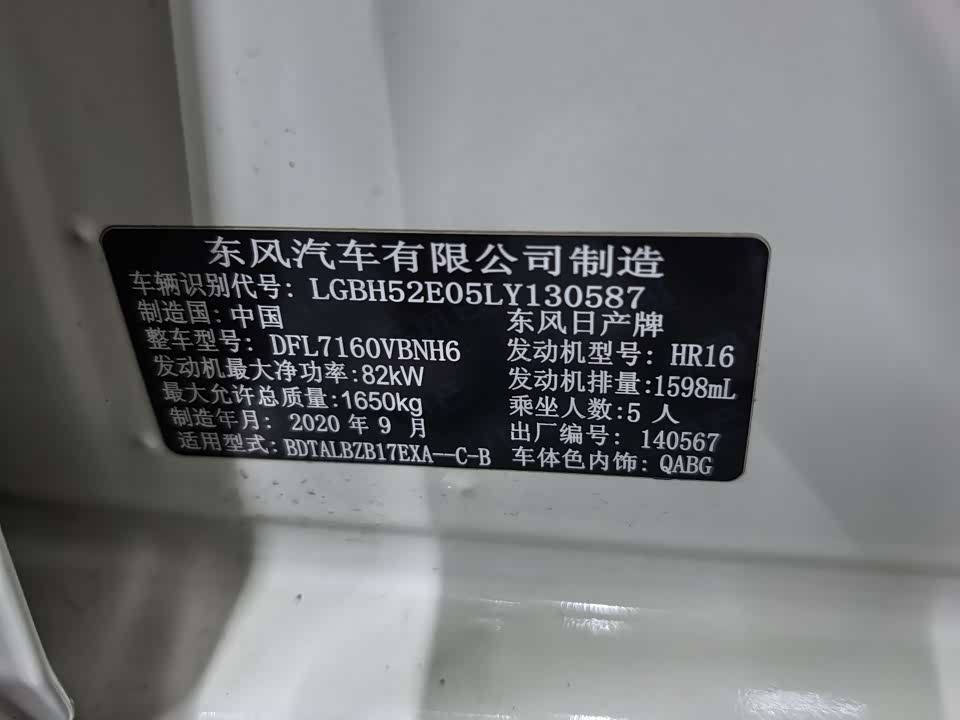 东风汽车有限公司制造
车辆识别代号: LGBH52E05LY130587
制造国: 中国
东风日产牌
整车型号: DFL7160VBNH6
发动机型号: HR16
发动机最大净功率:82kW
发动机排量:1598mL
最大允许总质量:1650kg
乘坐人数:5 人
制造年月: 2020 年 9 月
出厂编号: 140567
适用型式: BDTALBZB17EXA--C-B
车体色内饰: QABG